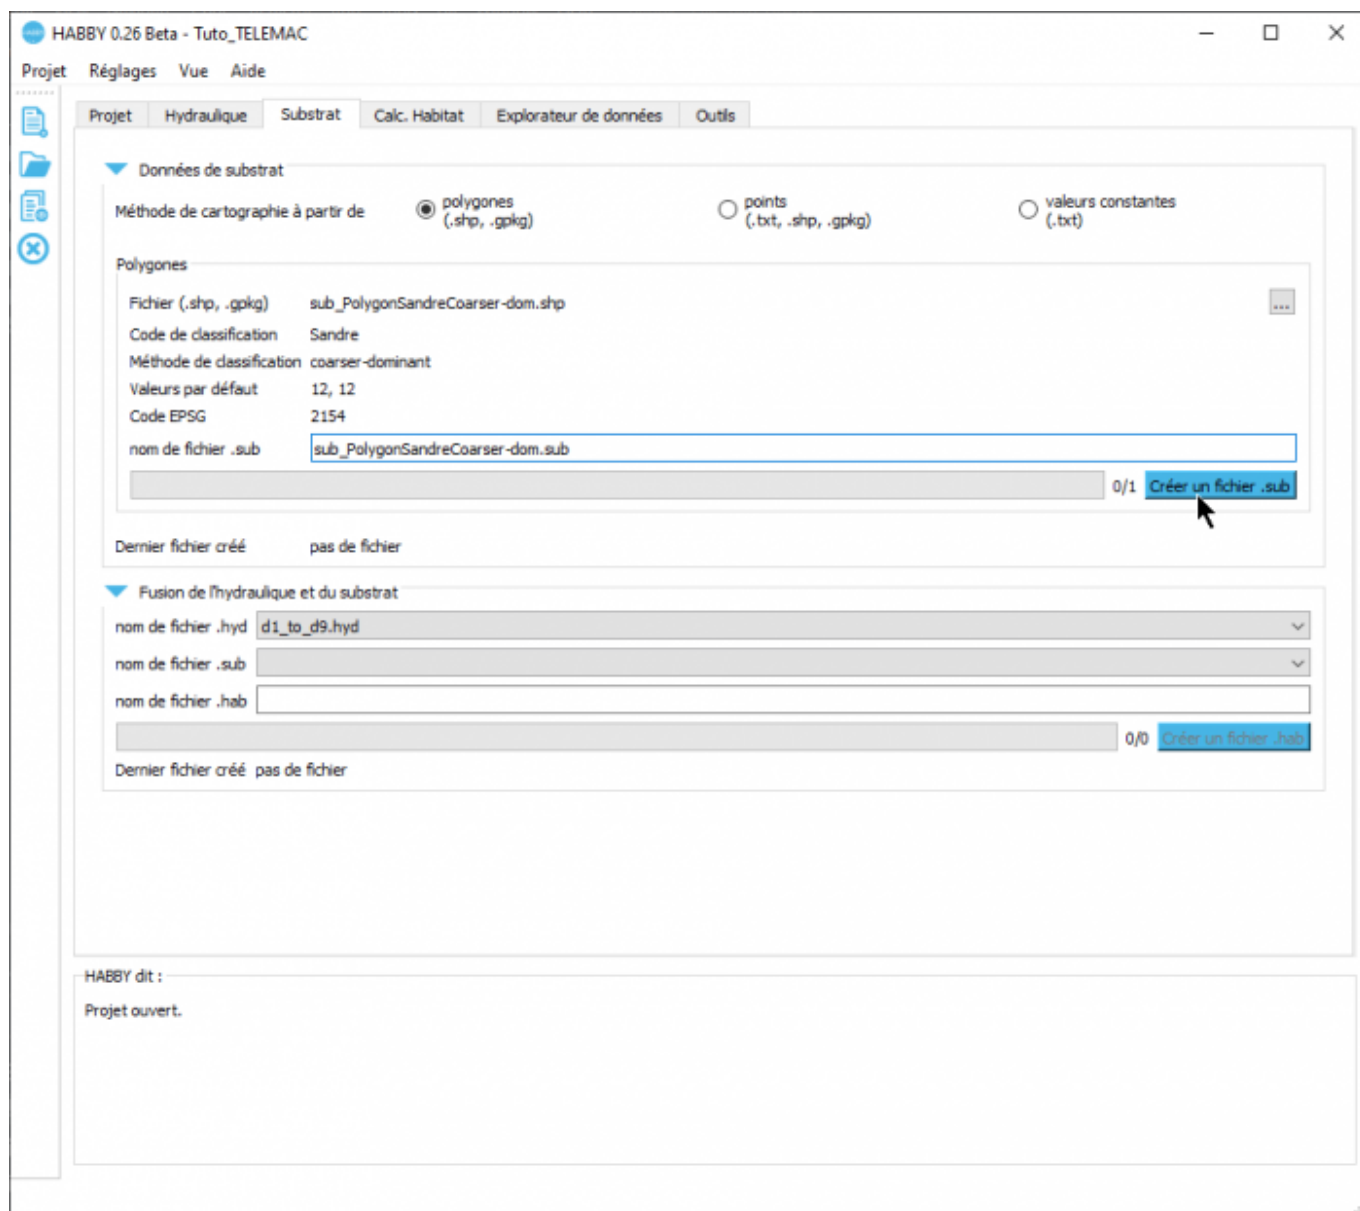 HABBY 0.26 Beta - Tuto_TELEMAC
Projet Réglages Vue Aide
Projet Hydraulique Substrat Calc. Habitat Explorateur de données Outils
Données de substrat
Méthode de cartographie à partir de
polygones
(.shp, .gpkg)
points
(.txt, .shp, .gpkg)
valeurs constantes
(.txt)
Polygones
Fichier (.shp, .gpkg) sub_PolygonSandreCoarser-dom.shp ...
Code de classification Sandre
Méthode de classification coarser-dominant
Valeurs par défaut 12, 12
Code EPSG 2154
nom de fichier .sub sub_PolygonSandreCoarser-dom.sub
0/1 Créer un fichier .sub
Dernier fichier créé pas de fichier
Fusion de l'hydraulique et du substrat
nom de fichier .hyd d1_to_d9.hyd
nom de fichier .sub
nom de fichier .hab
0/0 Créer un fichier .hab
Dernier fichier créé pas de fichier
HABBY dit :
Projet ouvert.